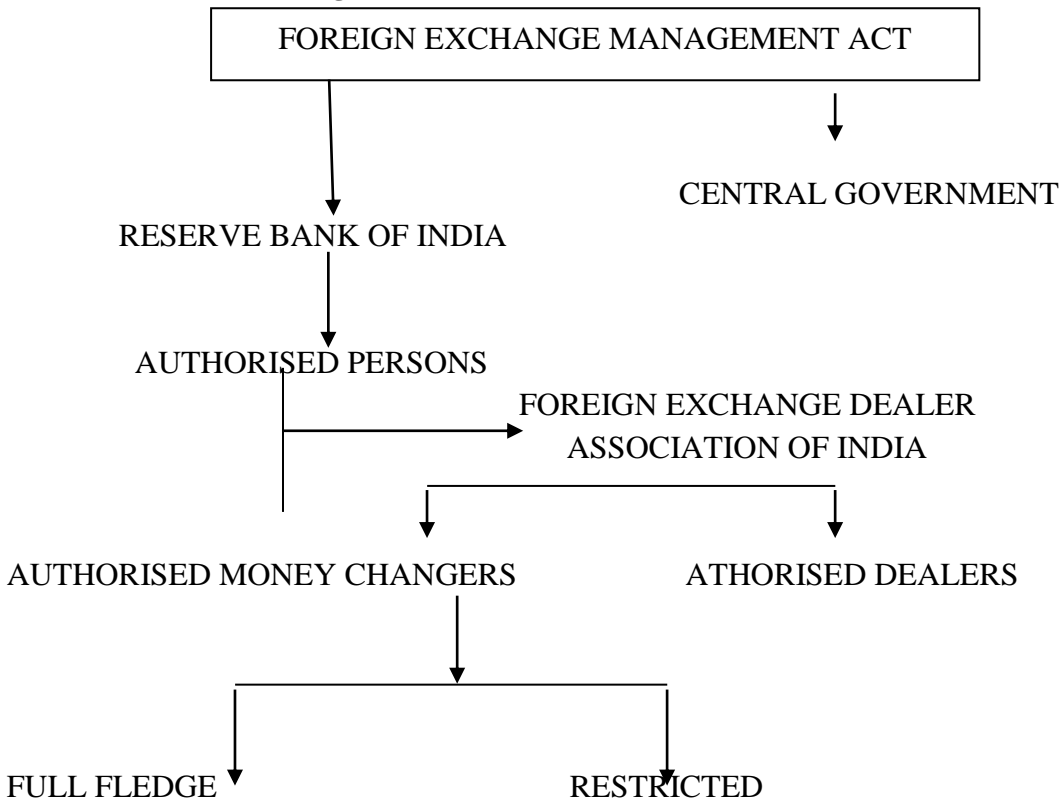 FOREIGN EXCHANGE MANAGEMENT ACT
CENTRAL GOVERNMENT
RESERVE BANK OF INDIA
AUTHORISED PERSONS
FOREIGN EXCHANGE DEALER
ASSOCIATION OF INDIA
AUTHORISED MONEY CHANGERS
ATHORISED DEALERS
FULL FLEDGE
RESTRICTED